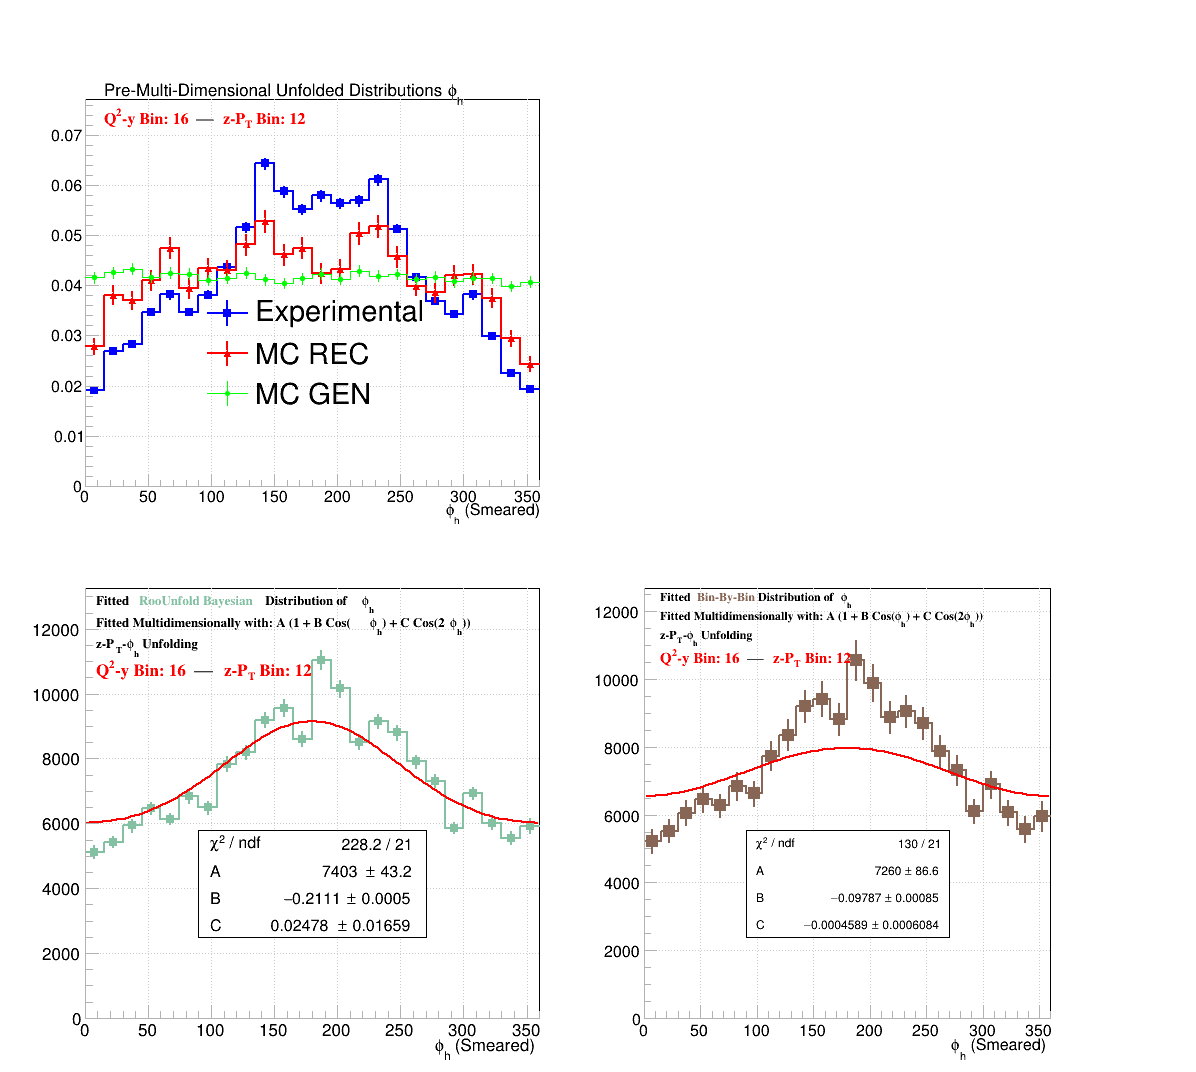 Pre-Multi-Dimensional Unfolded Distributions ϕh
Q²-y Bin: 16 — z-PT Bin: 12
0.07
0.06
0.05
0.04
0.03
0.02
0.01
0
Experimental
MC REC
MC GEN
0 50 100 150 200 250 300 350
ϕh (Smeared)
Fitted RooUnfold Bayesian Distribution of ϕh
Fitted Multidimensionally with: A (1 + B Cos(ϕh) + C Cos(2 ϕh))
z-PT-ϕh Unfolding
Q²-y Bin: 16 — z-PT Bin: 12
12000
10000
8000
6000
4000
2000
0
χ² / ndf 228.2 / 21
A 7403 ± 43.2
B −0.2111 ± 0.0005
C 0.02478 ± 0.01659
0 50 100 150 200 250 300 350
ϕh (Smeared)
Fitted Bin-By-Bin Distribution of ϕh
Fitted Multidimensionally with: A (1 + B Cos(ϕh) + C Cos(2ϕh))
z-PT-ϕh Unfolding
Q²-y Bin: 16 — z-PT Bin: 12
12000
10000
8000
6000
4000
2000
0
χ² / ndf 130 / 21
A 7260 ± 86.6
B −0.09787 ± 0.00085
C −0.0004589 ± 0.0006084
0 50 100 150 200 250 300 350
ϕh (Smeared)